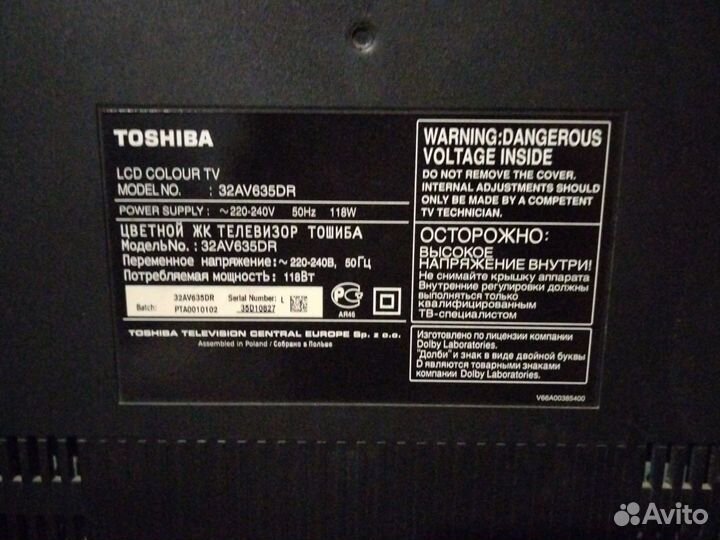 TOSHIBA
LCD COLOUR TV
MODEL NO. : 32AV635DR
POWER SUPPLY : ~220-240V 50Hz 118W
ЦВЕТНОЙ ЖК ТЕЛЕВИЗОР ТОШИБА
МодельNo. : 32AV635DR
Переменное напряжение: ~ 220-240В, 50Гц
Потребляемая мощность: 118Вт
32AV635DR Serial Number: L
Batch: PTA0010102 35D10827
PC
AR46
TOSHIBA TELEVISION CENTRAL EUROPE Sp. z o.o.
Assembled in Poland / Собрано в Польше
WARNING:DANGEROUS
VOLTAGE INSIDE
DO NOT REMOVE THE COVER.
INTERNAL ADJUSTMENTS SHOULD
ONLY BE MADE BY A COMPETENT
TV TECHNICIAN.
ОСТОРОЖНО:
ВЫСОКОЕ
НАПРЯЖЕНИЕ ВНУТРИ!
Не снимайте крышку аппарата
Внутренние регулировки должны
выполняться только
квалифицированным
ТВ-специалистом
Изготовлено по лицензии компании
Dolby Laboratories.
"Долби" и знак в виде двойной буквы
D являются товарными знаками
компании Dolby Laboratories.
V66A00385400
Avito